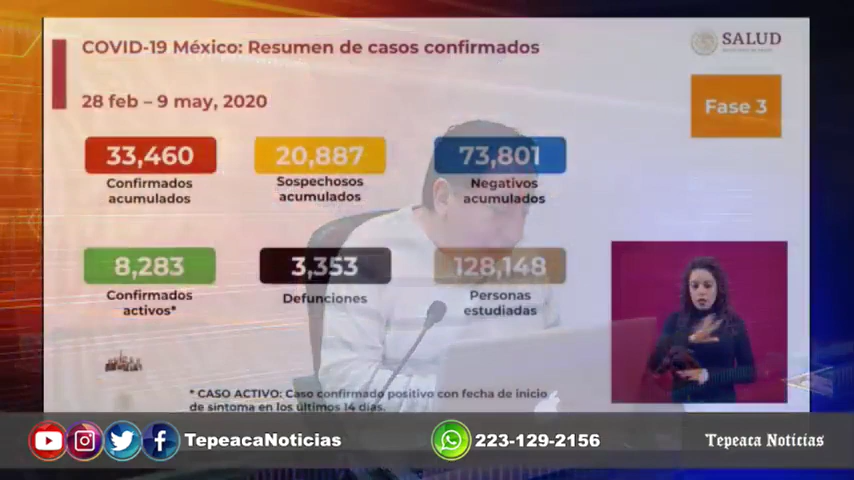 COVID-19 México: Resumen de casos confirmados
SALUD
28 feb – 9 may, 2020
Fase 3
33,460
Confirmados
acumulados
20,887
Sospechosos
acumulados
73,801
Negativos
acumulados
8,283
Confirmados
activos*
3,353
Defunciones
128,148
Personas
estudiadas
* CASO ACTIVO: Caso confirmado positivo con fecha de inicio
de síntoma en los últimos 14 días.
TepeacaNoticias
223-129-2156
Tepeaca Noticias